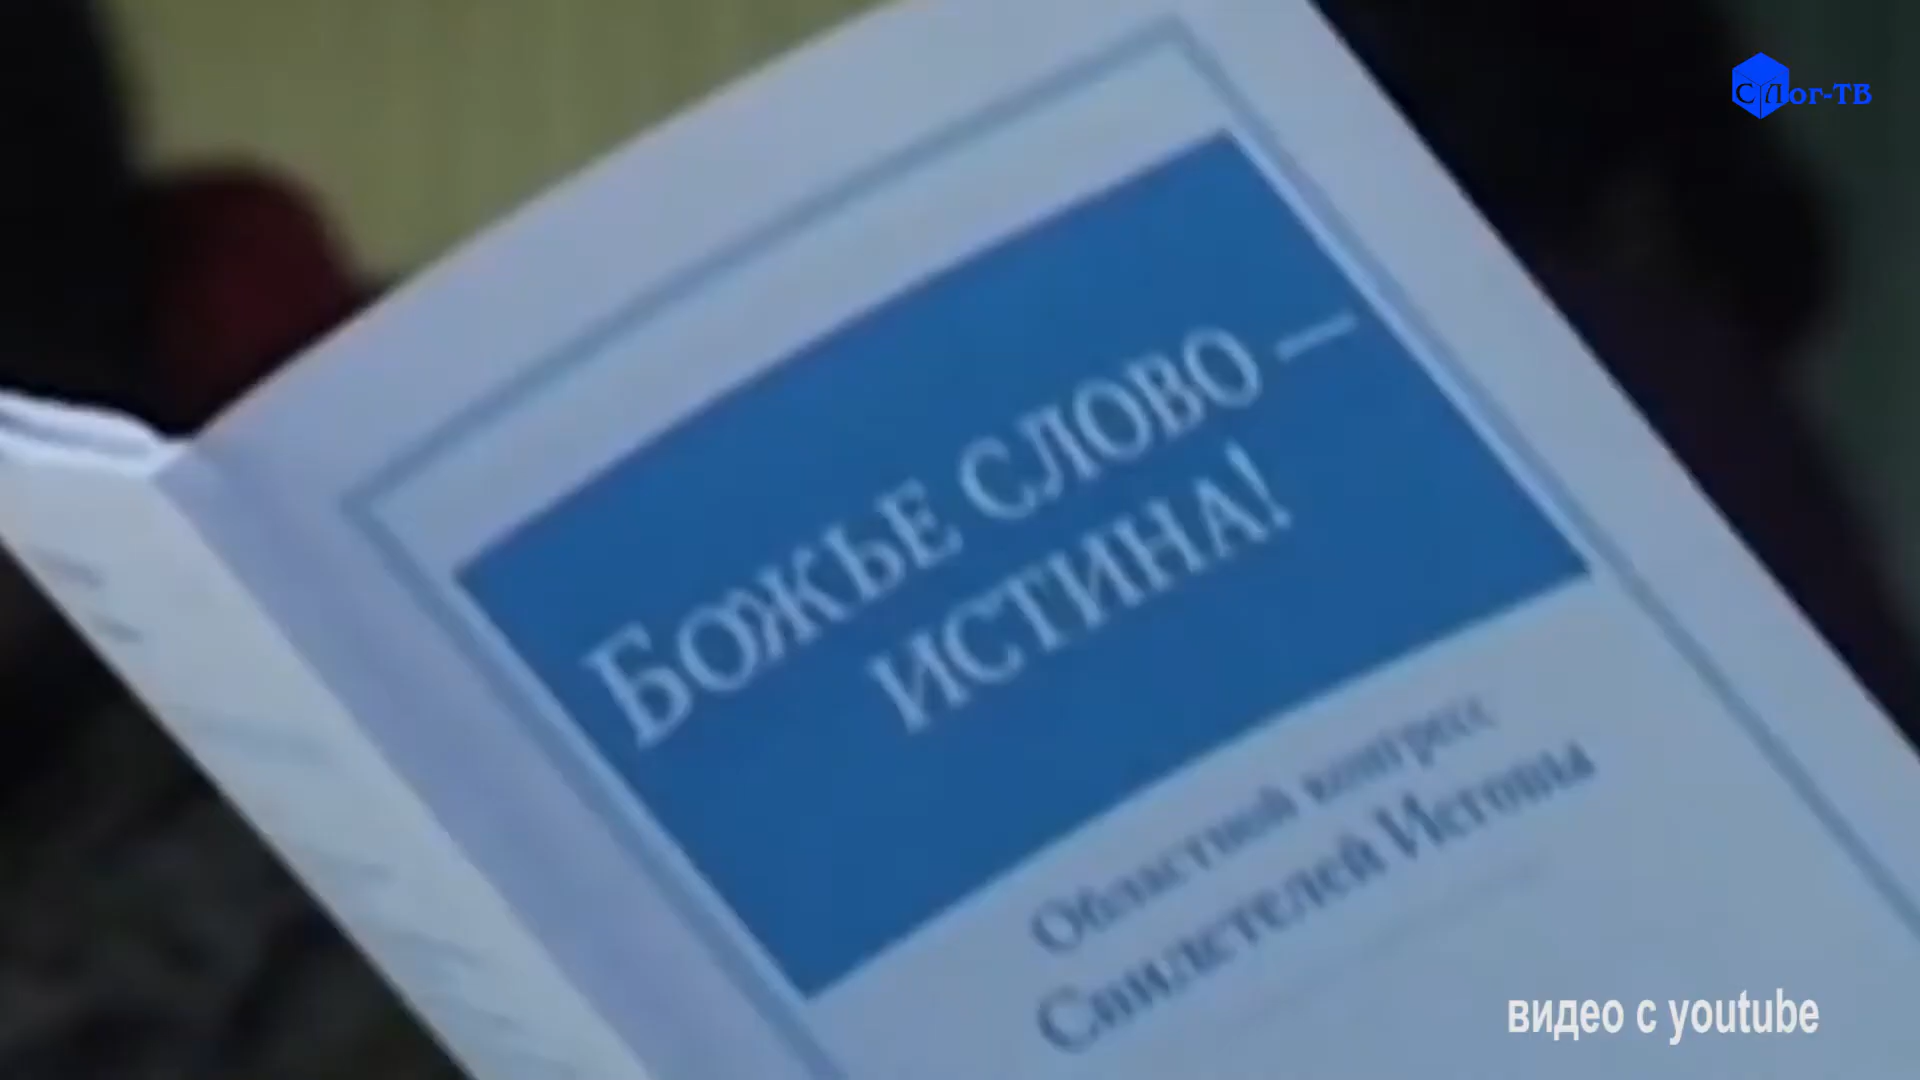 СЛог-ТВ
БОЖЬЕ СЛОВО —
ИСТИНА!
Областной конгресс
Свидетелей Иеговы
видео с youtube